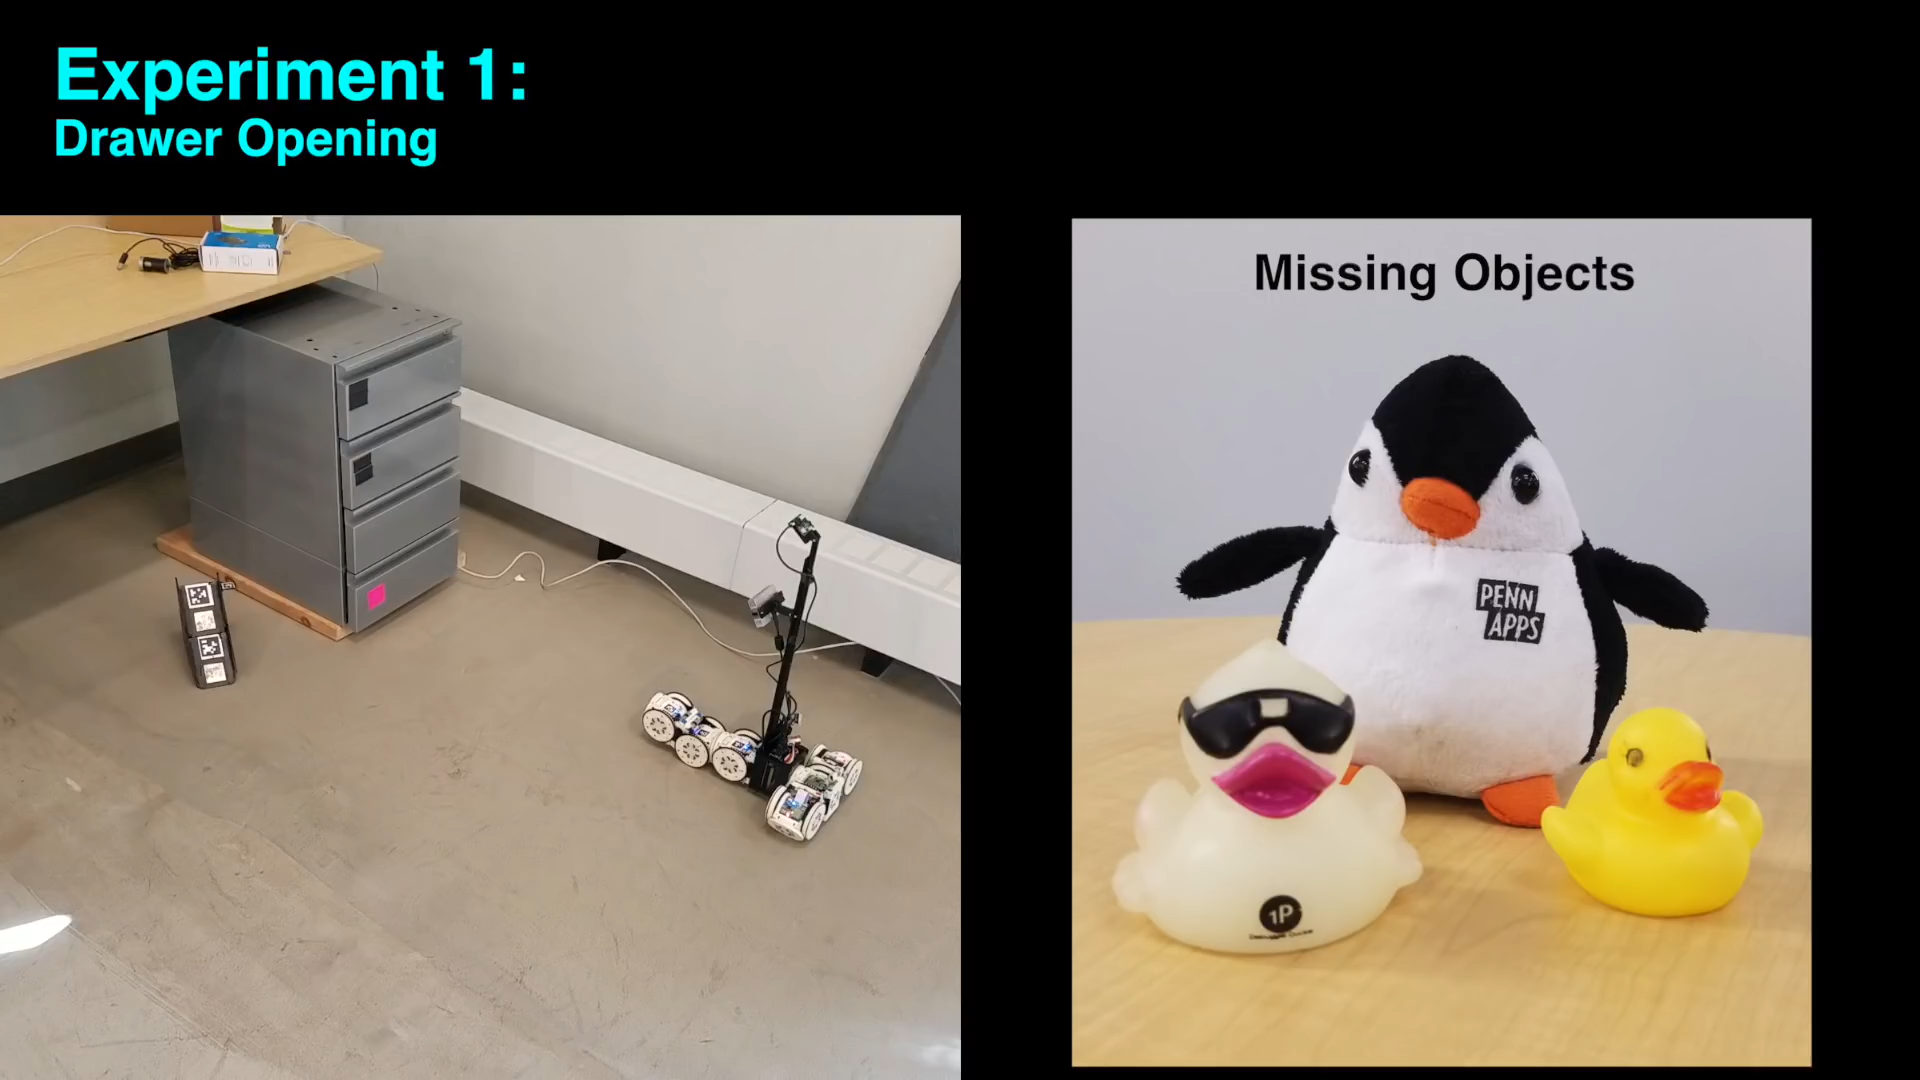 Experiment 1:
Drawer Opening
Missing Objects
PENN
APPS
1P